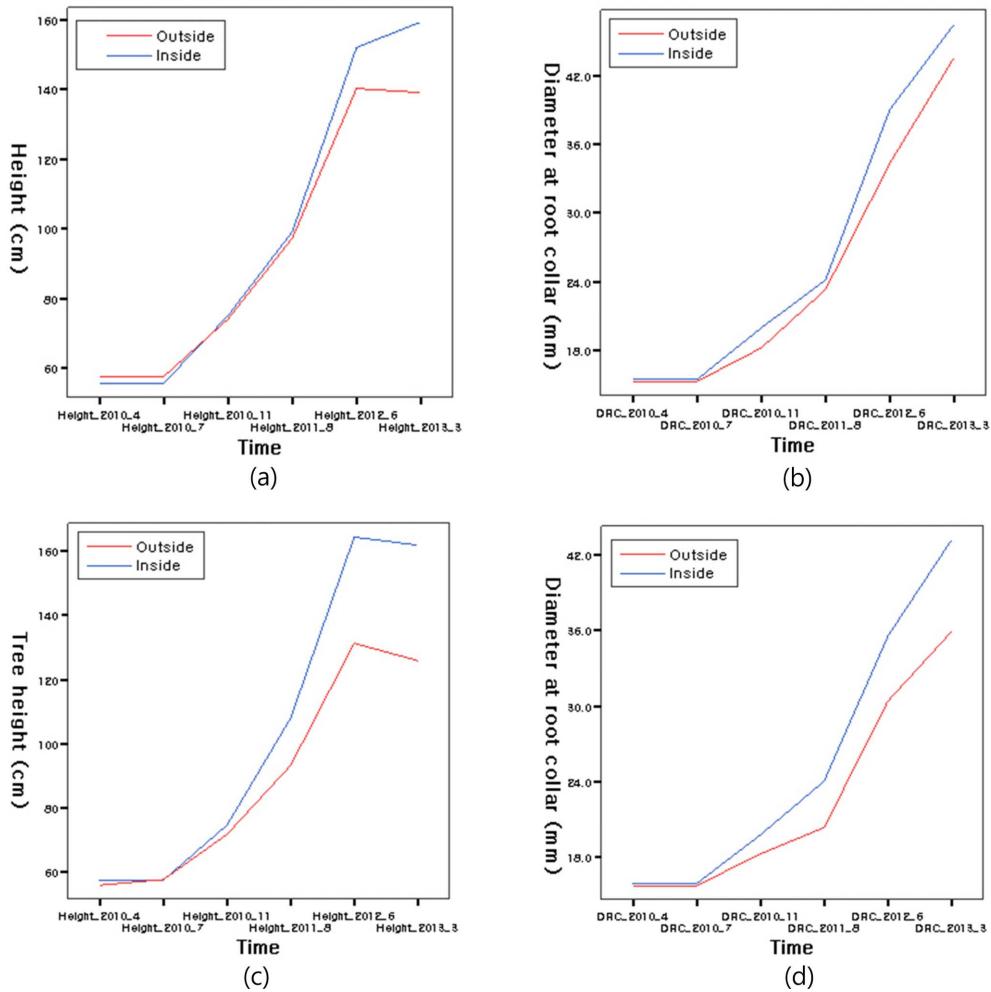 160
140
120
100
80
60
Height (cm)
Outside
Inside
Height_2010_4
Height_2010_7
Height_2010_11
Height_2011_8
Height_2012_6
Height_2013_3
Time
(a)
42.0
36.0
30.0
24.0
18.0
Diameter at root collar (mm)
Outside
Inside
DRC_2010_4
DRC_2010_7
DRC_2010_11
DRC_2011_8
DRC_2012_6
DRC_2013_3
Time
(b)
160
140
120
100
80
60
Tree height (cm)
Outside
Inside
Height_2010_4
Height_2010_7
Height_2010_11
Height_2011_8
Height_2012_6
Height_2013_3
Time
(c)
42.0
36.0
30.0
24.0
18.0
Diameter at root collar (mm)
Outside
Inside
DRC_2010_4
DRC_2010_7
DRC_2010_11
DRC_2011_8
DRC_2012_6
DRC_2013_3
Time
(d)